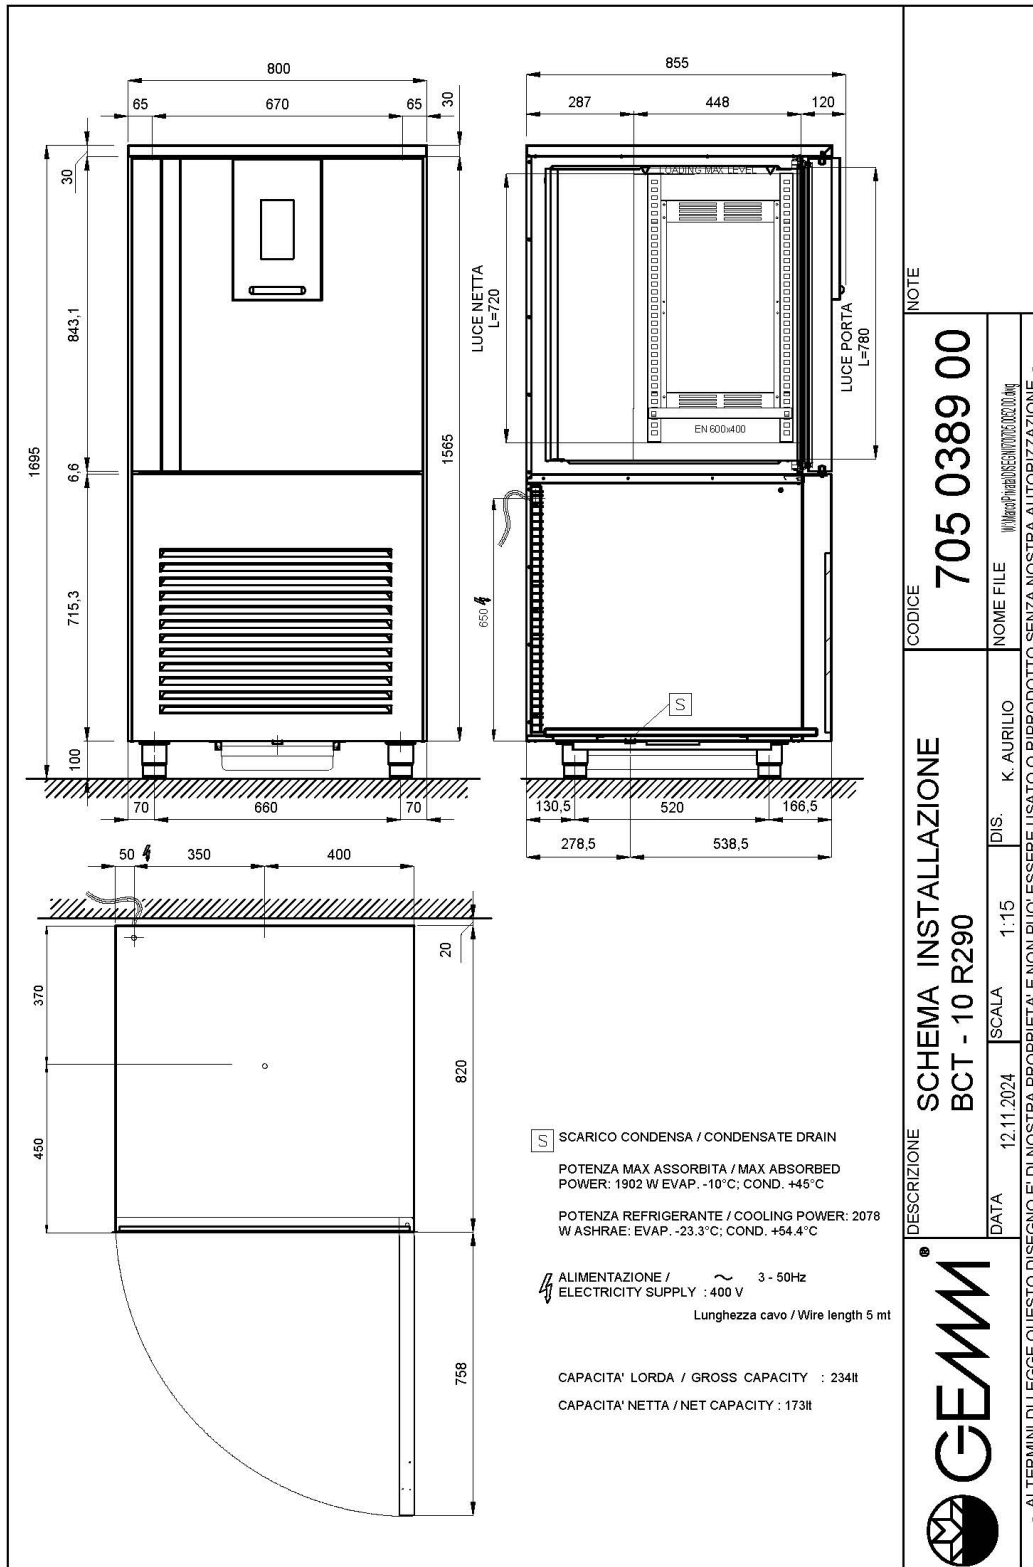 800
65
670
65
30
30
843,1
1695
6,6
1565
715,3
100
70
660
70
855
287
448
120
LOADING MAX LEVEL
LUCE NETTA
L=720
LUCE PORTA
L=780
EN 600x400
650
S
130,5
520
166,5
278,5
538,5
50
350
400
20
370
820
450
758
S SCARICO CONDENSA / CONDENSATE DRAIN
POTENZA MAX ASSORBITA / MAX ABSORBED
POWER: 1902 W EVAP. -10°C; COND. +45°C
POTENZA REFRIGERANTE / COOLING POWER: 2078
W ASHRAE: EVAP. -23.3°C; COND. +54.4°C
ALIMENTAZIONE / ~ 3 - 50Hz
ELECTRICITY SUPPLY : 400 V
Lunghezza cavo / Wire length 5 mt
CAPACITA' LORDA / GROSS CAPACITY : 234lt
CAPACITA' NETTA / NET CAPACITY : 173lt
NOTE
CODICE
705 0389 00
NOME FILE
DESCRIZIONE
SCHEMA INSTALLAZIONE
BCT - 10 R290
DIS. K. AURILIO
SCALA 1:15
DATA 12.11.2024
GEMM ®
AI TERMINI DI LEGGE QUESTO DISEGNO E' DI NOSTRA PROPRIETA' E NON PUO' ESSERE USATO O RIPRODOTTO SENZA NOSTRA AUTORIZZAZIONE